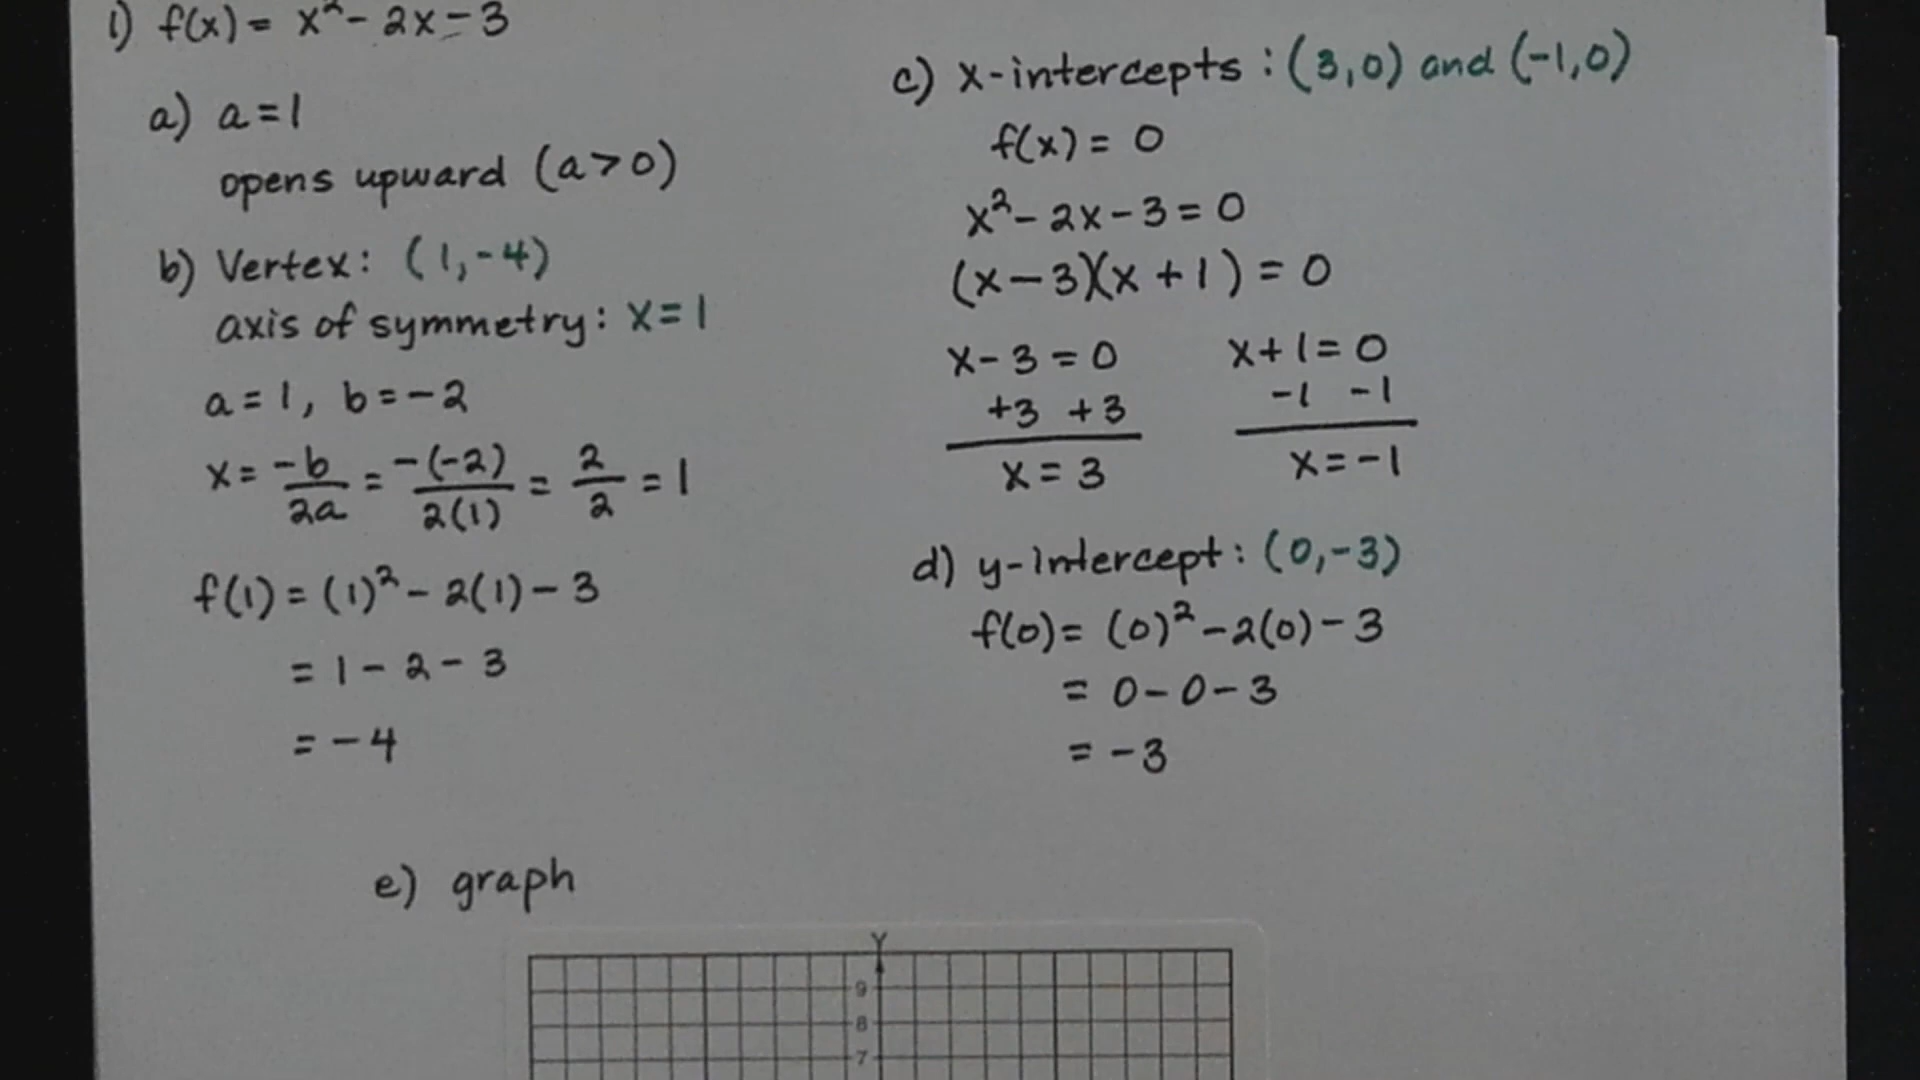 1) f(x) = x² - 2x - 3
a) a = 1
opens upward (a > 0)
b) Vertex: (1, -4)
axis of symmetry: x = 1
a = 1, b = -2
x = -b/2a = -(-2)/2(1) = 2/2 = 1
f(1) = (1)² - 2(1) - 3
= 1 - 2 - 3
= -4
c) x-intercepts: (3,0) and (-1,0)
f(x) = 0
x² - 2x - 3 = 0
(x - 3)(x + 1) = 0
x - 3 = 0 x + 1 = 0
+3 +3 -1 -1
x = 3 x = -1
d) y-intercept: (0, -3)
f(0) = (0)² - 2(0) - 3
= 0 - 0 - 3
= -3
e) graph
Y
9
8
7